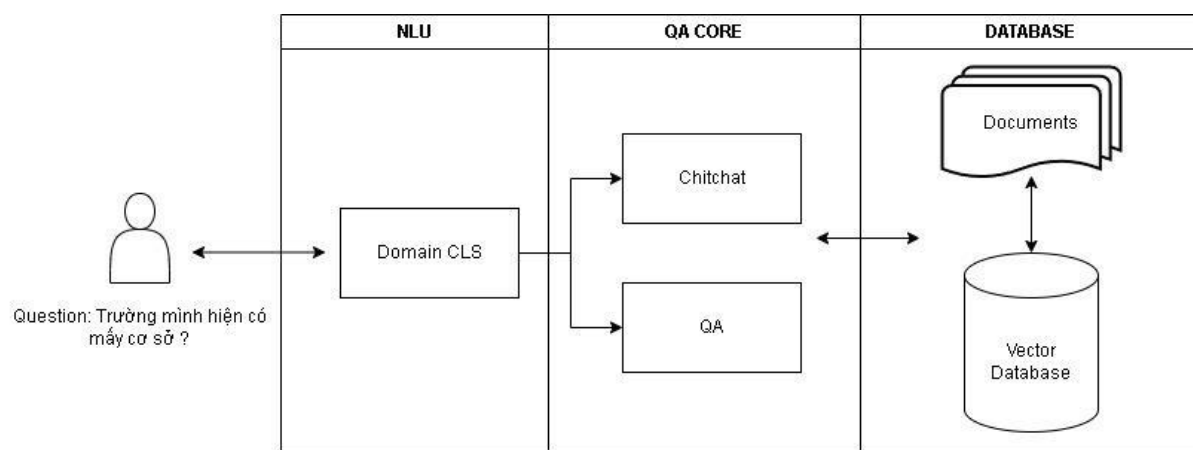 NLU
QA CORE
DATABASE
Documents
Chitchat
Domain CLS
Question: Trường mình hiện có
mấy cơ sở ?
QA
Vector
Database